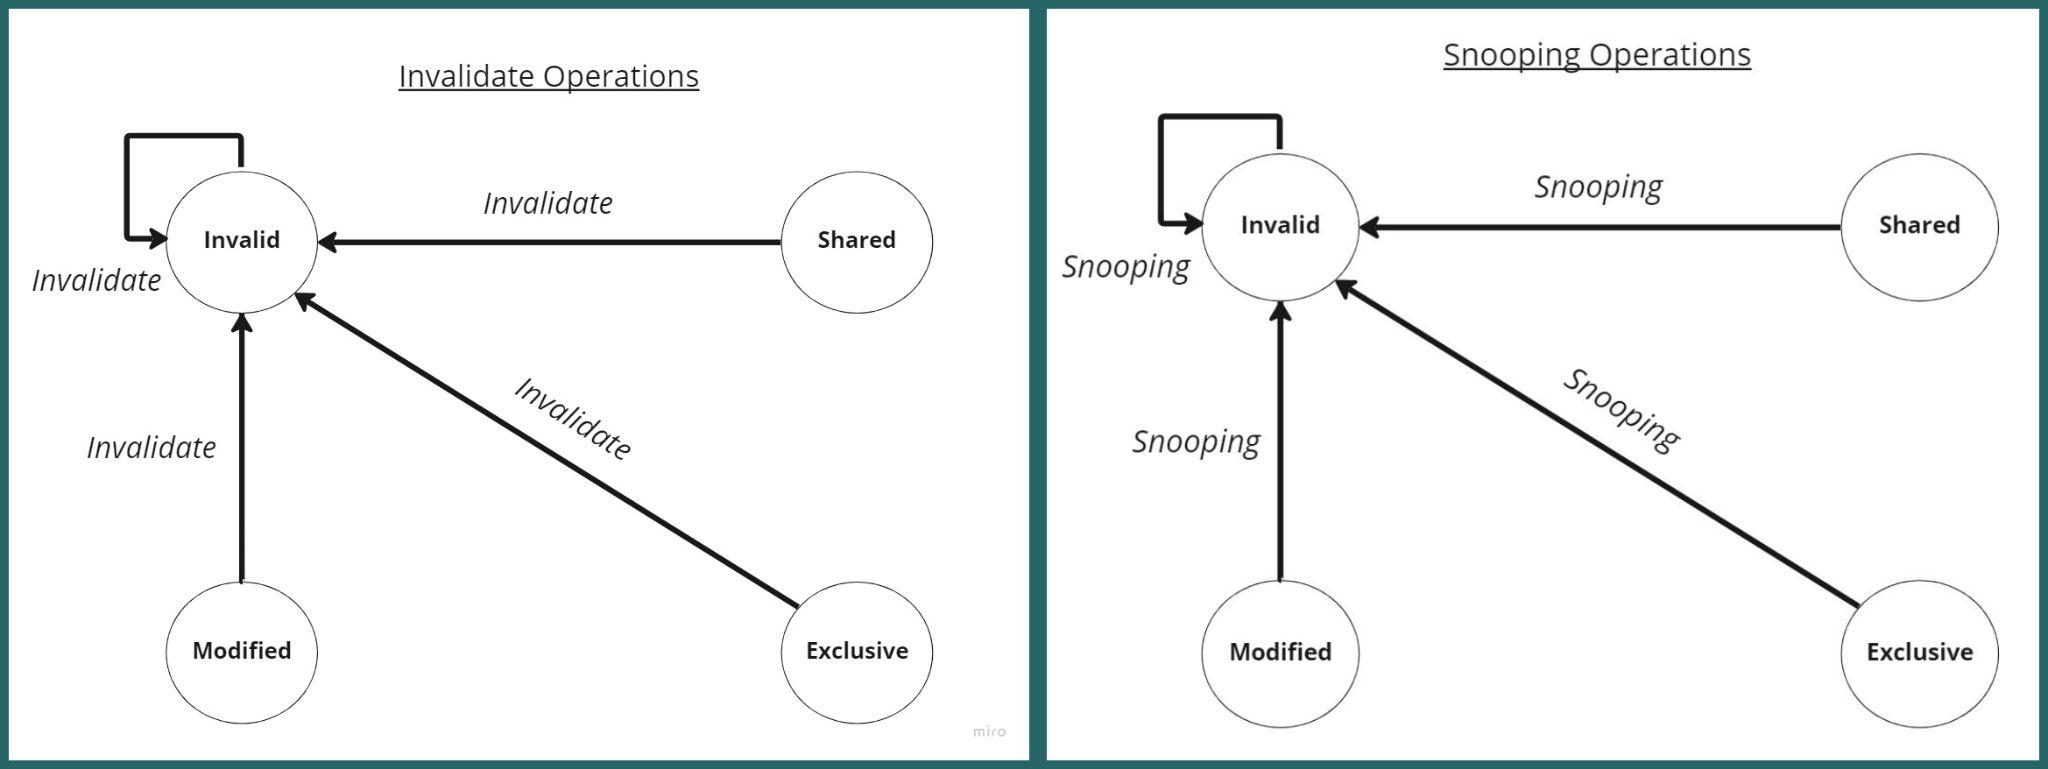 Invalidate Operations
Invalidate
Invalid
Shared
Invalidate
Invalidate
Invalidate
Modified
Exclusive
miro
Snooping Operations
Snooping
Invalid
Shared
Snooping
Snooping
Snooping
Modified
Exclusive